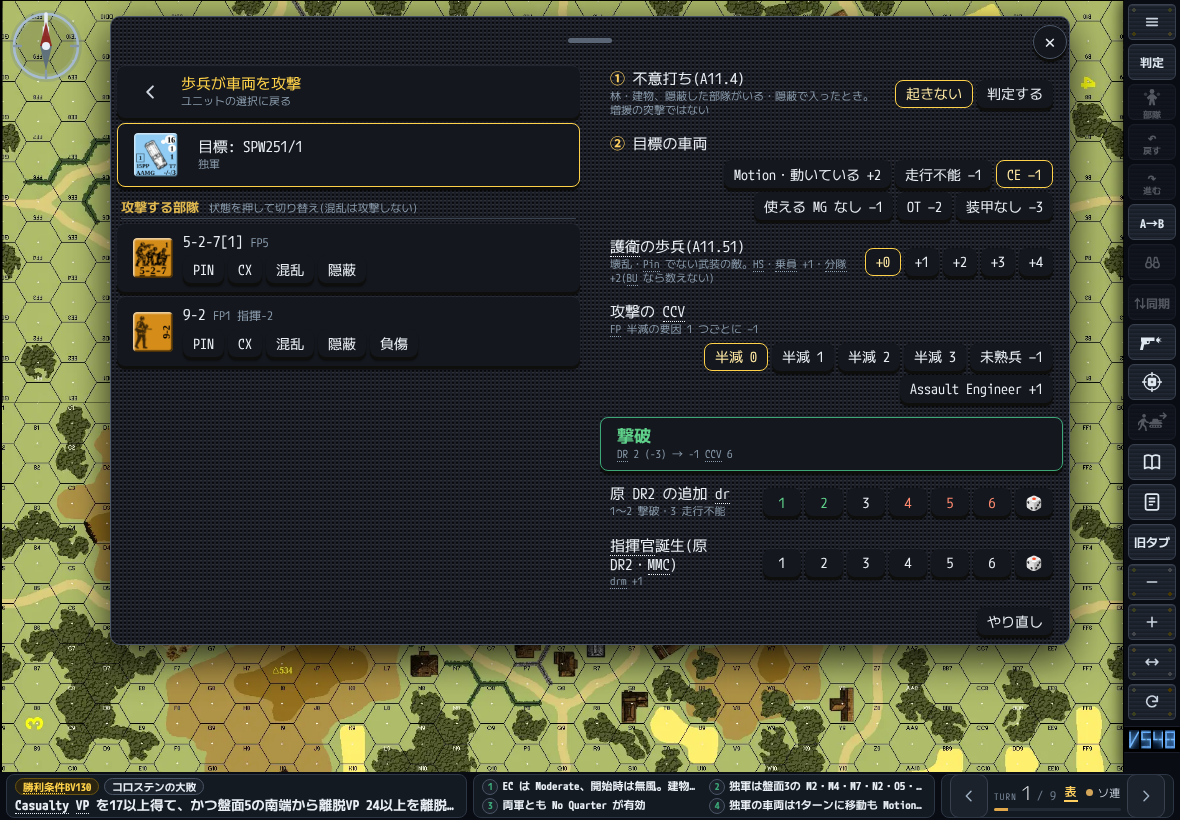 歩兵が車両を攻撃
ユニットの選択に戻る
16
1
1
1
15PP T7
AAMG -/-/3
目標: SPW251/1
独軍
攻撃する部隊 状態を押して切り替え(混乱は攻撃しない)
5-2-7
5-2-7[1] FP5
PIN CX 混乱 隠蔽
9-2
9-2 FP1 指揮-2
PIN CX 混乱 隠蔽 負傷
① 不意打ち(A11.4)
林・建物、隠蔽した部隊がいる・隠蔽で入ったとき。
増援の突撃ではない
起きない 判定する
② 目標の車両
Motion・動いている +2 走行不能 −1 CE −1
使える MG なし −1 OT −2 装甲なし −3
護衛の歩兵(A11.51)
壊乱・Pin でない武装の敵。HS・乗員 +1・分隊
+2(BU なら数えない)
+0 +1 +2 +3 +4
攻撃の CCV
FP 半減の要因 1 つごとに −1
半減 0 半減 1 半減 2 半減 3 未熟兵 −1
Assault Engineer +1
撃破
DR 2 (-3) → -1 CCV 6
原 DR2 の追加 dr
1〜2 撃破・3 走行不能
1 2 3 4 5 6
指揮官誕生(原
DR2・MMC)
drm +1
1 2 3 4 5 6
やり直し
判定
部隊
戻す
進む
A→B
同期
旧タブ
V548
△534
3
4
勝利条件BV130 コロステンの大敗
Casualty VP を17以上得て、かつ盤面5の南端から離脱VP 24以上を離脱…
1 EC は Moderate、開始時は無風。建物…
2 独軍は盤面3の M2・M4・M7・N2・O5・…
3 両軍とも No Quarter が有効
4 独軍の車両は1ターンに移動も Motion…
TURN 1 / 9 表 ソ連